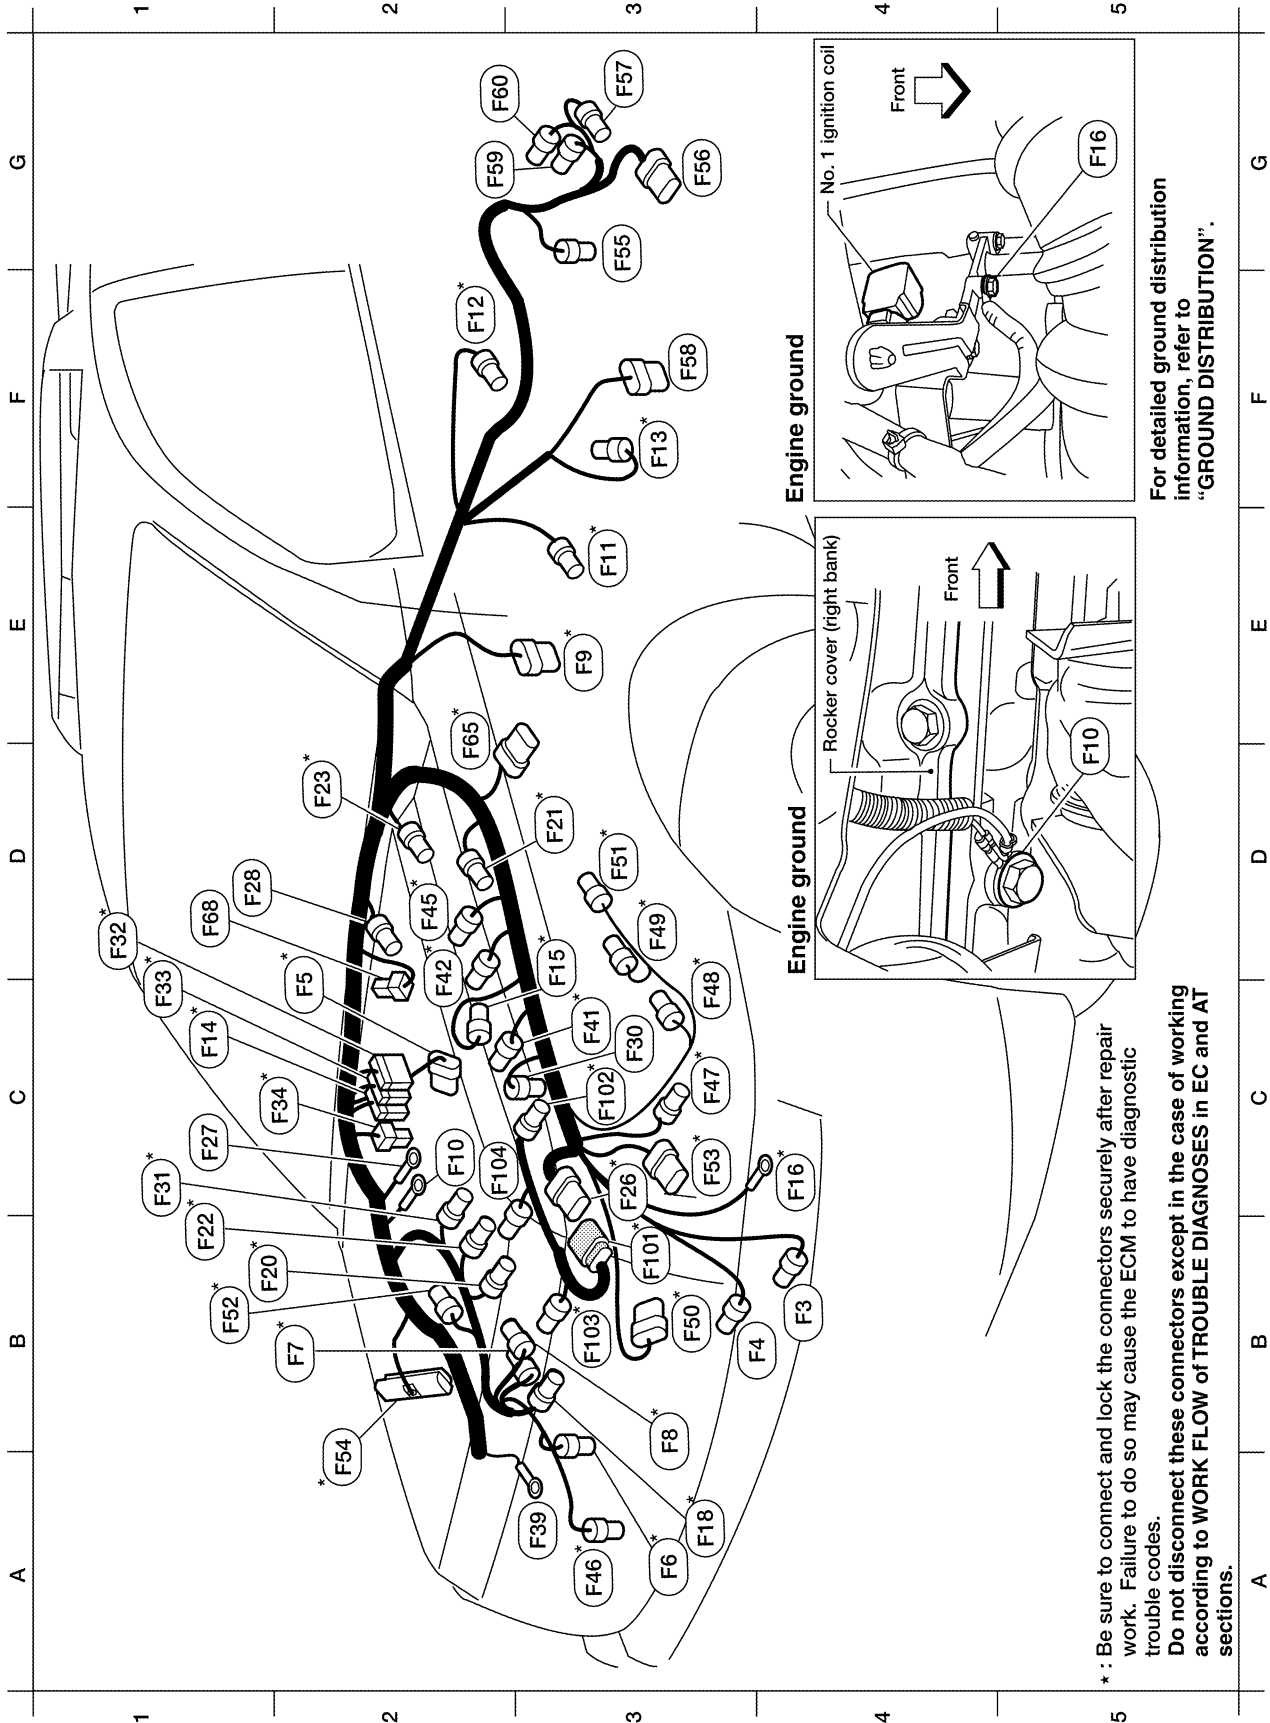 A B C D E F G
1 1
F32*
F33*
F31*
F14*
F22*
F27
F68
F52*
F28
F20*
F34*
2 2
F7*
F5*
F23*
*F54
F45*
F42*
F10
F12*
F65*
F60
F59
F104
F39
F15*
F21*
F9*
F46*
F41*
F103*
F102*
F11*
3 3
F30
F26*
F51*
F57
F55
F101*
F49*
F13*
F6*
F8*
F50*
F58
F18*
F53*
F47*
F48*
F56
F4
F16*
F3
Engine ground
Rocker cover (right bank)
Front
F10
Engine ground
No. 1 ignition coil
Front
F16
4 4
* : Be sure to connect and lock the connectors securely after repair
work. Failure to do so may cause the ECM to have diagnostic
trouble codes.
Do not disconnect these connectors except in the case of working
according to WORK FLOW of TROUBLE DIAGNOSES in EC and AT
sections.
For detailed ground distribution
information, refer to
“GROUND DISTRIBUTION”.
5 5
A B C D E F G